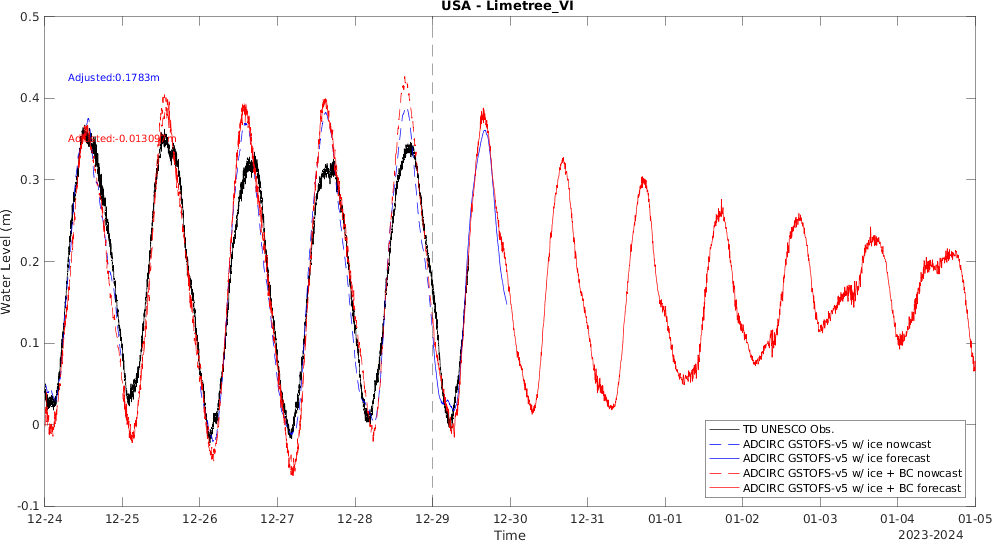 USA - Limetree_VI
0.5
0.4
0.3
0.2
0.1
0
-0.1
Water Level (m)
Adjusted:0.1783m
Adjusted:-0.01309m
TD UNESCO Obs.
ADCIRC GSTOFS-v5 w/ ice nowcast
ADCIRC GSTOFS-v5 w/ ice forecast
ADCIRC GSTOFS-v5 w/ ice + BC nowcast
ADCIRC GSTOFS-v5 w/ ice + BC forecast
12-24 12-25 12-26 12-27 12-28 12-29 12-30 12-31 01-01 01-02 01-03 01-04 01-05
Time
2023-2024